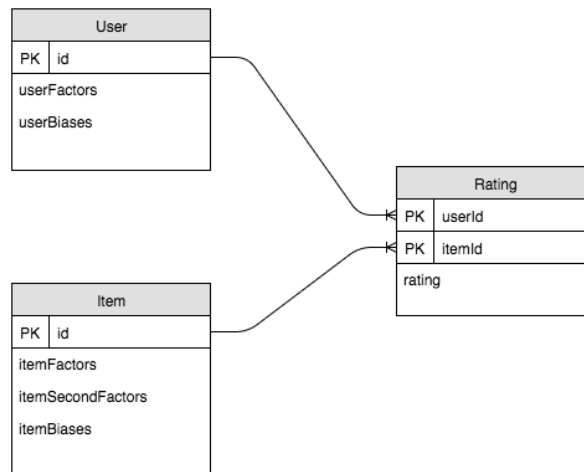 User
PK id
userFactors
userBiases
Rating
PK userId
PK itemId
rating
Item
PK id
itemFactors
itemSecondFactors
itemBiases